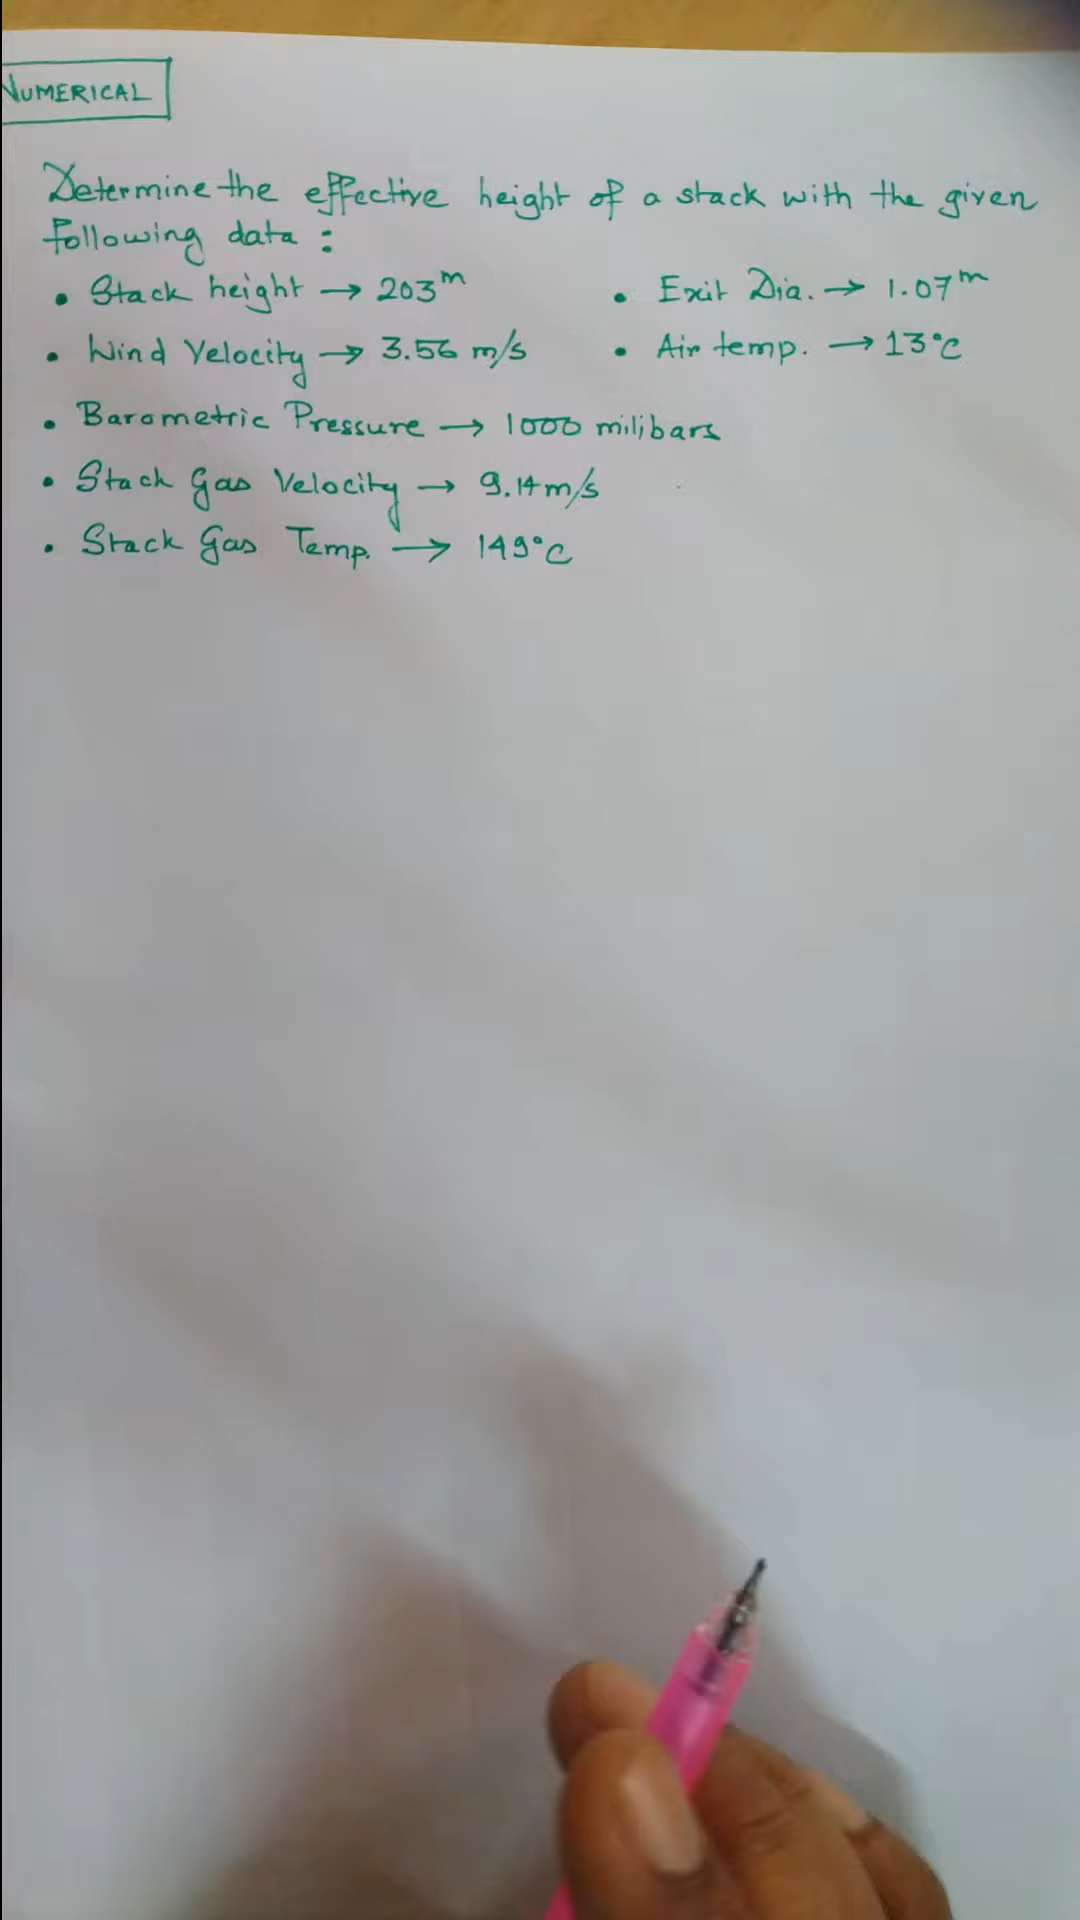 NUMERICAL
Determine the effective height of a stack with the given
following data :
• Stack height → 203m • Exit Dia. → 1.07m
• Wind Velocity → 3.56 m/s • Air temp. → 13°C
• Barometric Pressure → 1000 milibars
• Stack Gas Velocity → 9.14 m/s
• Stack Gas Temp. → 149°C